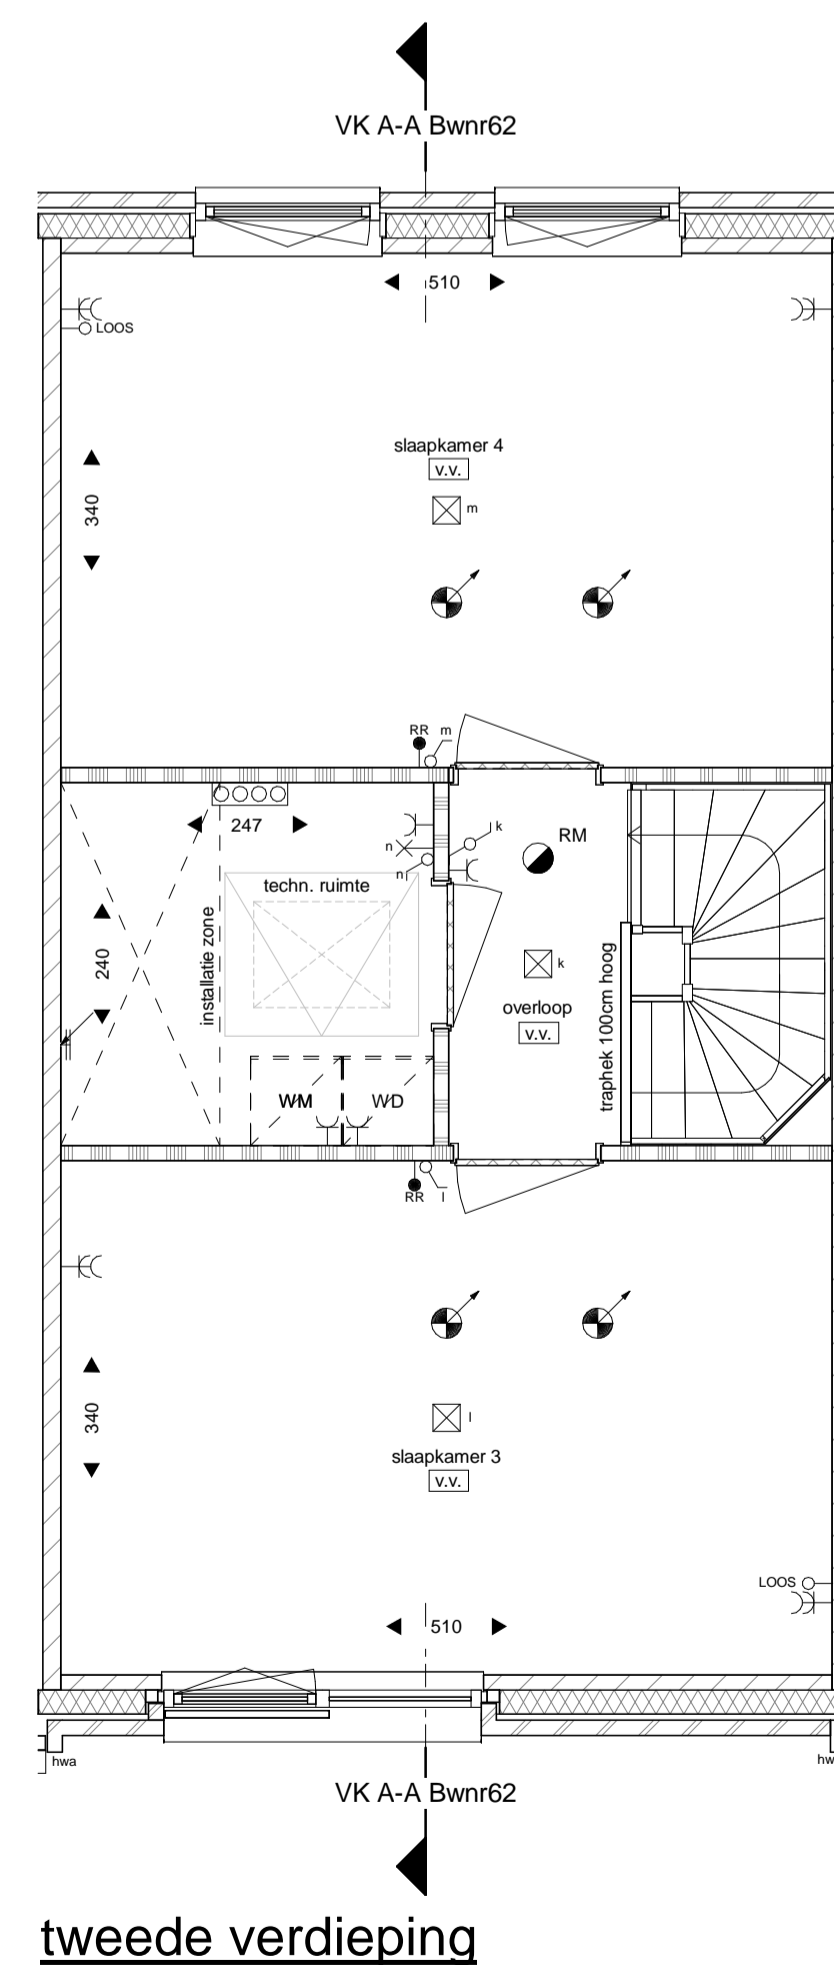 VK A-A Bwnr62
510
LOOS
slaapkamer 4
v.v.
m
340
RR m
247
n
k
RM
n
techn. ruimte
installatie zone
240
k
overloop
v.v.
traphek 100cm hoog
WM
WD
RR l
340
l
slaapkamer 3
v.v.
LOOS
510
hwa
hw
VK A-A Bwnr62
tweede verdieping